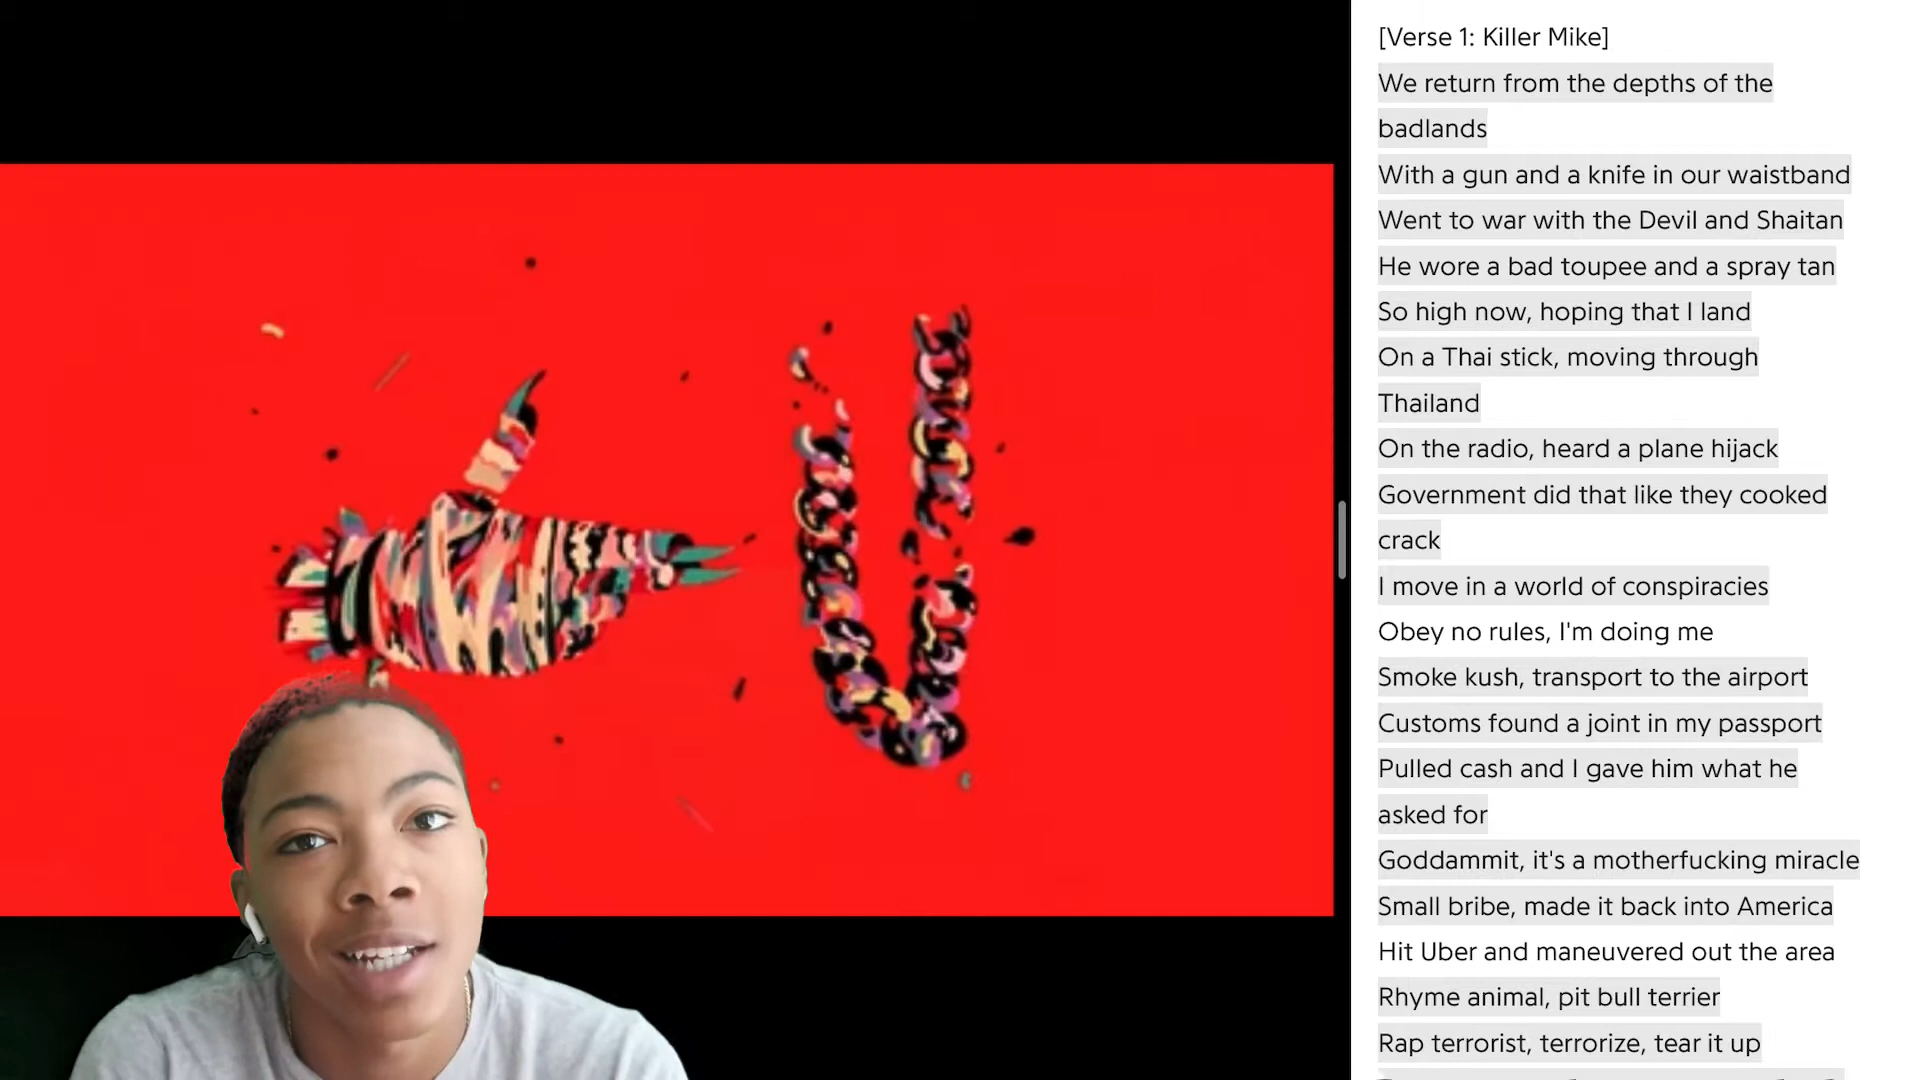 [Verse 1: Killer Mike]
We return from the depths of the
badlands
With a gun and a knife in our waistband
Went to war with the Devil and Shaitan
He wore a bad toupee and a spray tan
So high now, hoping that I land
On a Thai stick, moving through
Thailand
On the radio, heard a plane hijack
Government did that like they cooked
crack
I move in a world of conspiracies
Obey no rules, I'm doing me
Smoke kush, transport to the airport
Customs found a joint in my passport
Pulled cash and I gave him what he
asked for
Goddammit, it's a motherfucking miracle
Small bribe, made it back into America
Hit Uber and maneuvered out the area
Rhyme animal, pit bull terrier
Rap terrorist, terrorize, tear it up